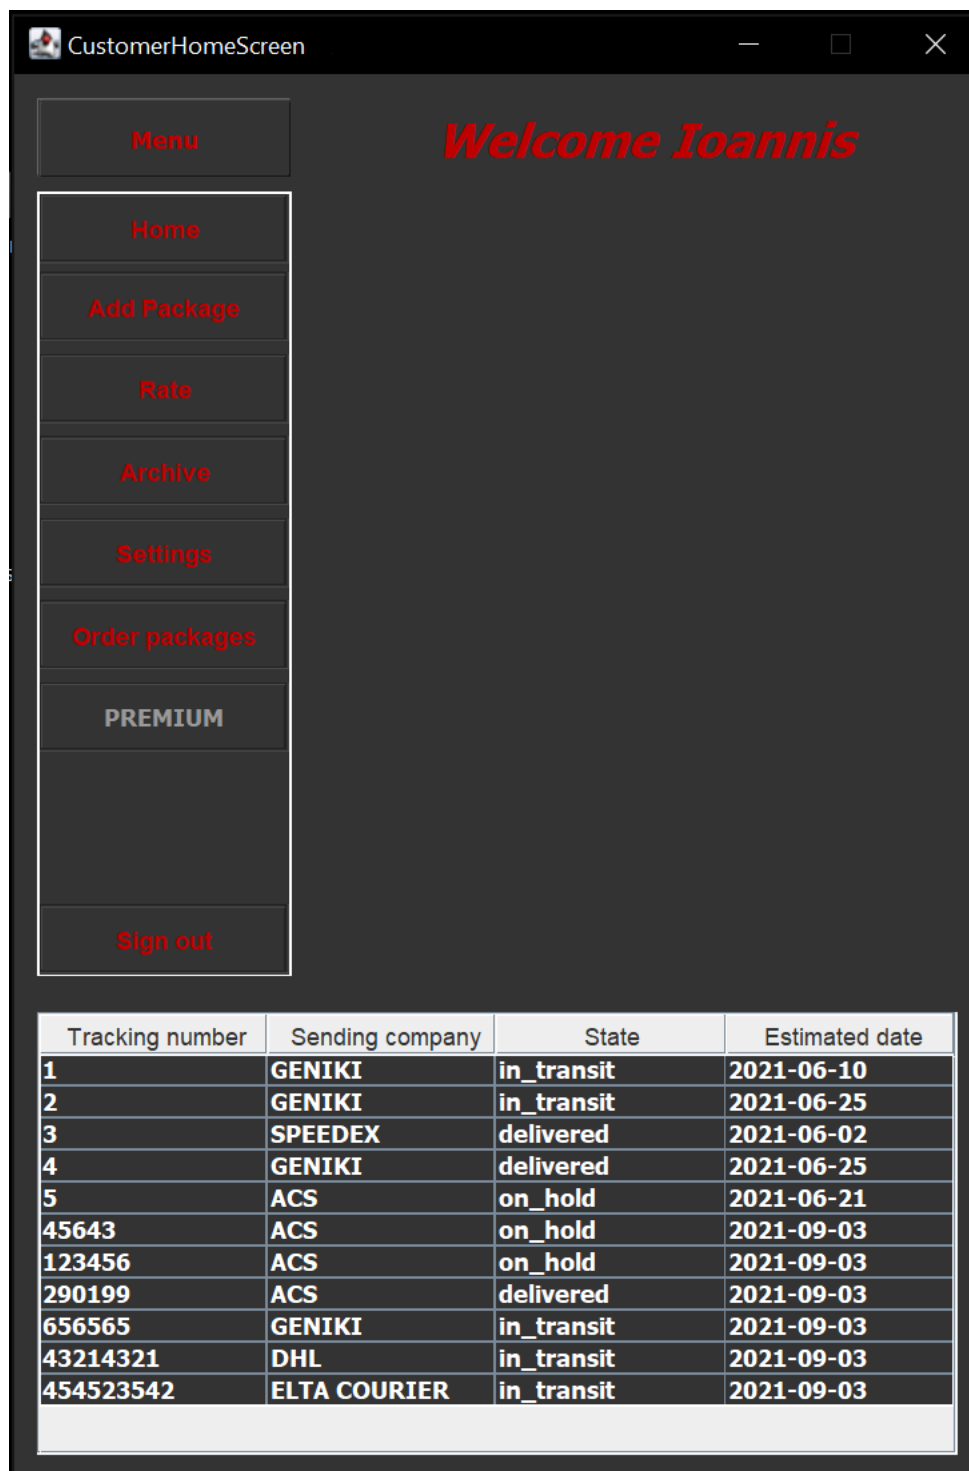 CustomerHomeScreen
Menu
Welcome Ioannis
Home
Add Package
Rate
Archive
Settings
Order packages
PREMIUM
Sign out
Tracking number Sending company State Estimated date
1 GENIKI in_transit 2021-06-10
2 GENIKI in_transit 2021-06-25
3 SPEEDEX delivered 2021-06-02
4 GENIKI delivered 2021-06-25
5 ACS on_hold 2021-06-21
45643 ACS on_hold 2021-09-03
123456 ACS on_hold 2021-09-03
290199 ACS delivered 2021-09-03
656565 GENIKI in_transit 2021-09-03
43214321 DHL in_transit 2021-09-03
454523542 ELTA COURIER in_transit 2021-09-03